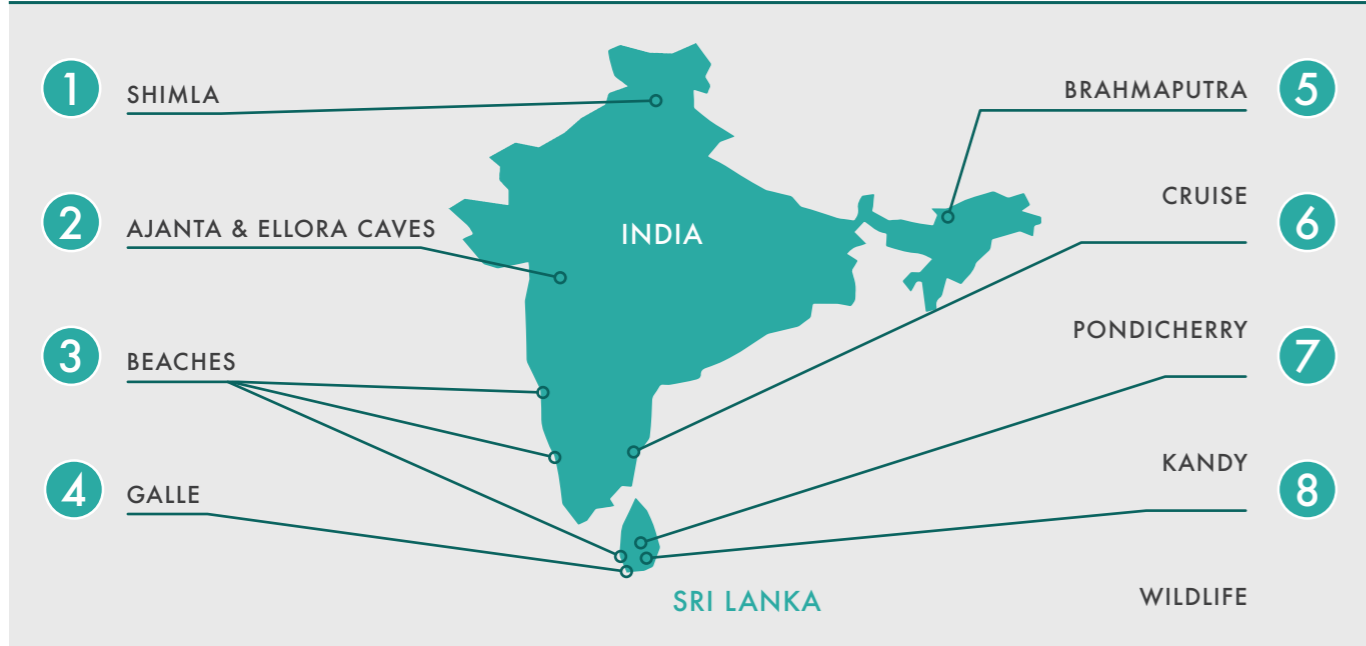 1
SHIMLA
2
AJANTA & ELLORA CAVES
3
BEACHES
4
GALLE
INDIA
SRI LANKA
BRAHMAPUTRA
5
CRUISE
6
PONDICHERRY
7
KANDY
8
WILDLIFE